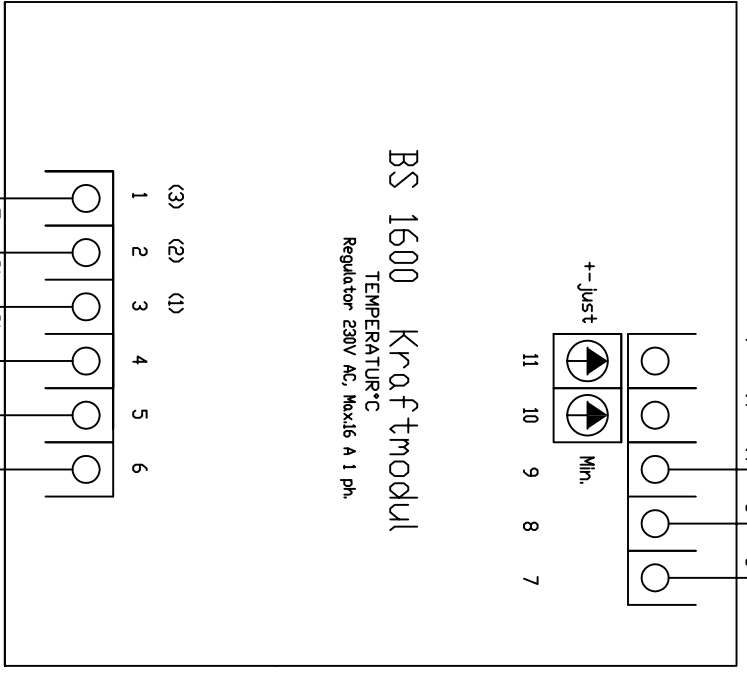 +-just Min.
11 10 9 8 7
BS 1600 Kraftmodul
TEMPERATUR°C
Regulator 230V AC, Max.16 A 1 ph.
(3) (2) (1)
1 2 3 4 5 6